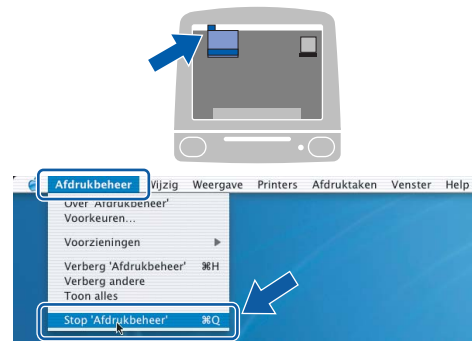 Afdrukbeheer Wijzig Weergave Printers Afdruktaken Venster Help
Over 'Afdrukbeheer'
Voorkeuren...
Voorzieningen ▶
Verberg 'Afdrukbeheer' ⌘H
Verberg andere
Toon alles
Stop 'Afdrukbeheer' ⌘Q